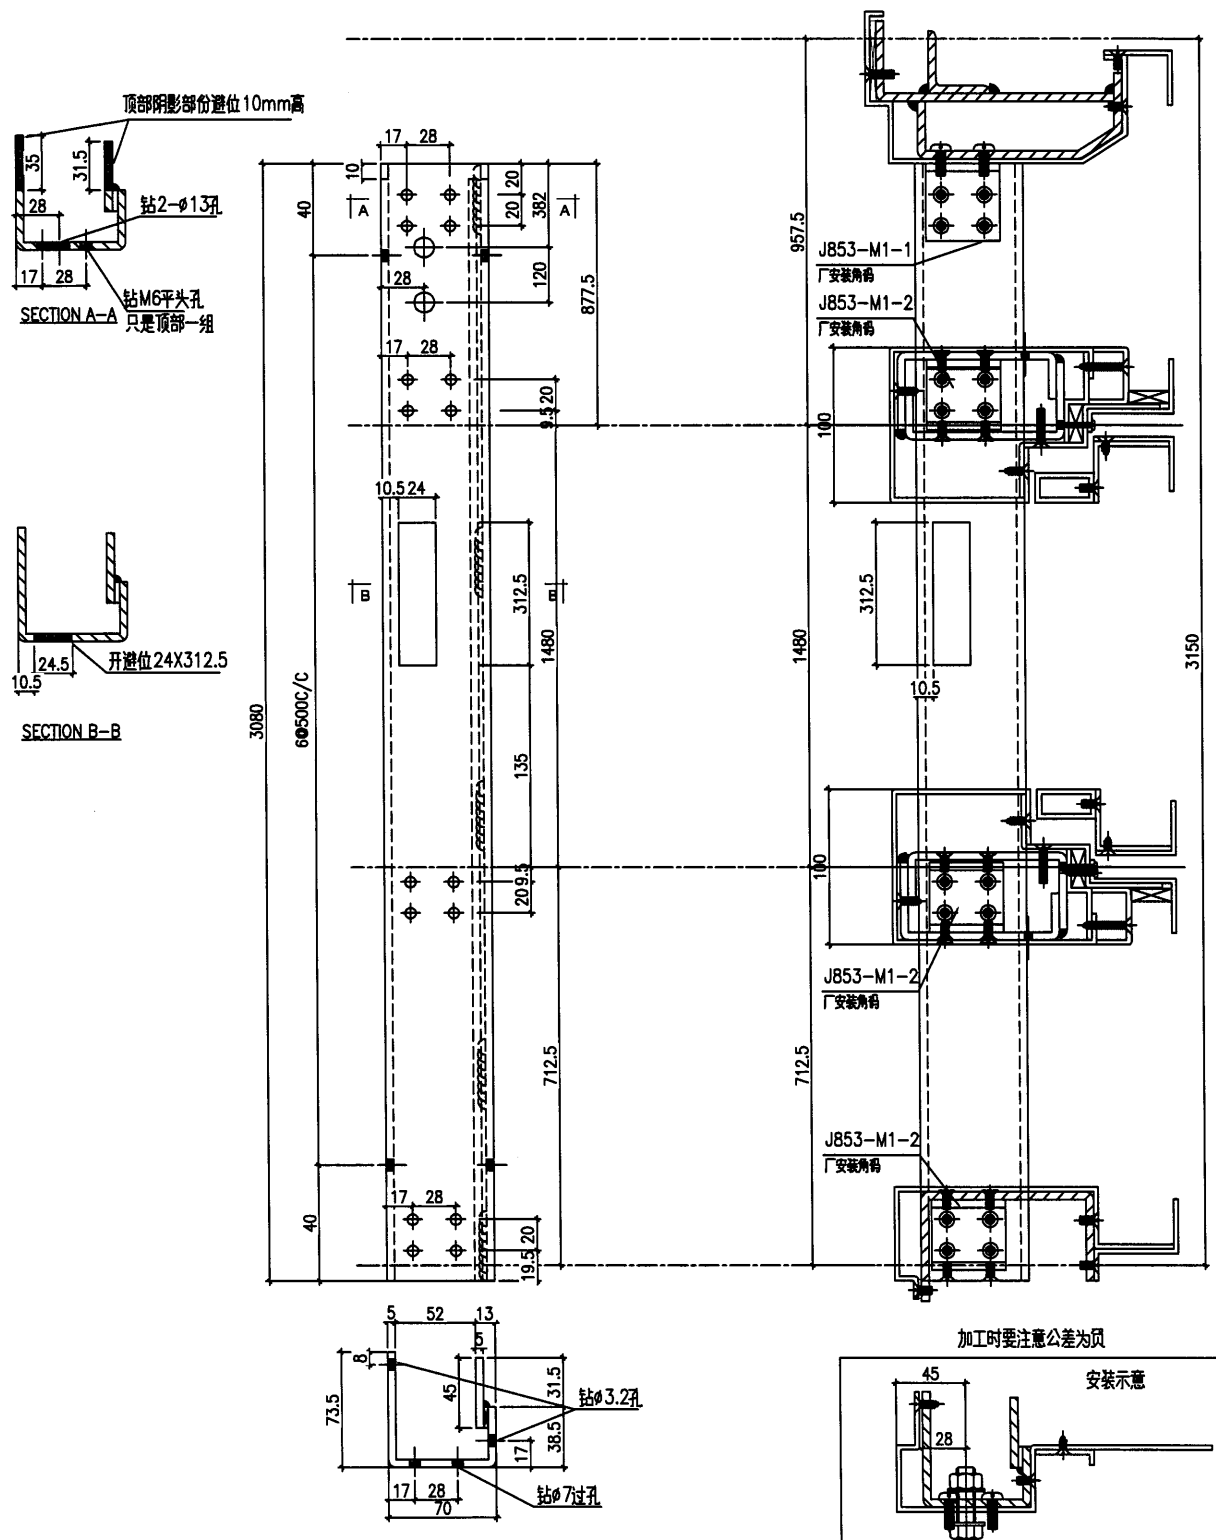 顶部阴影部份避位10mm高
35
31.5
28
钻2-φ13孔
17
28
钻M6平头孔
只是顶部一组
SECTION A-A
10.5
24.5
开避位24X312.5
SECTION B-B
17
28
10
20
20
382
A
A
40
120
28
877.5
17
28
20
9.5
10.5
24
312.5
B
B
1480
3080
6@500C/C
135
9.5
20
712.5
17
28
40
20
19.5
957.5
J853-M1-1
厂安装角码
J853-M1-2
厂安装角码
100
312.5
1480
10.5
3150
100
J853-M1-2
厂安装角码
712.5
J853-M1-2
厂安装角码
5
52
13
8
5
73.5
45
31.5
钻φ3.2孔
38.5
17
17
28
70
钻φ7过孔
加工时要注意公差为负
安装示意
45
28